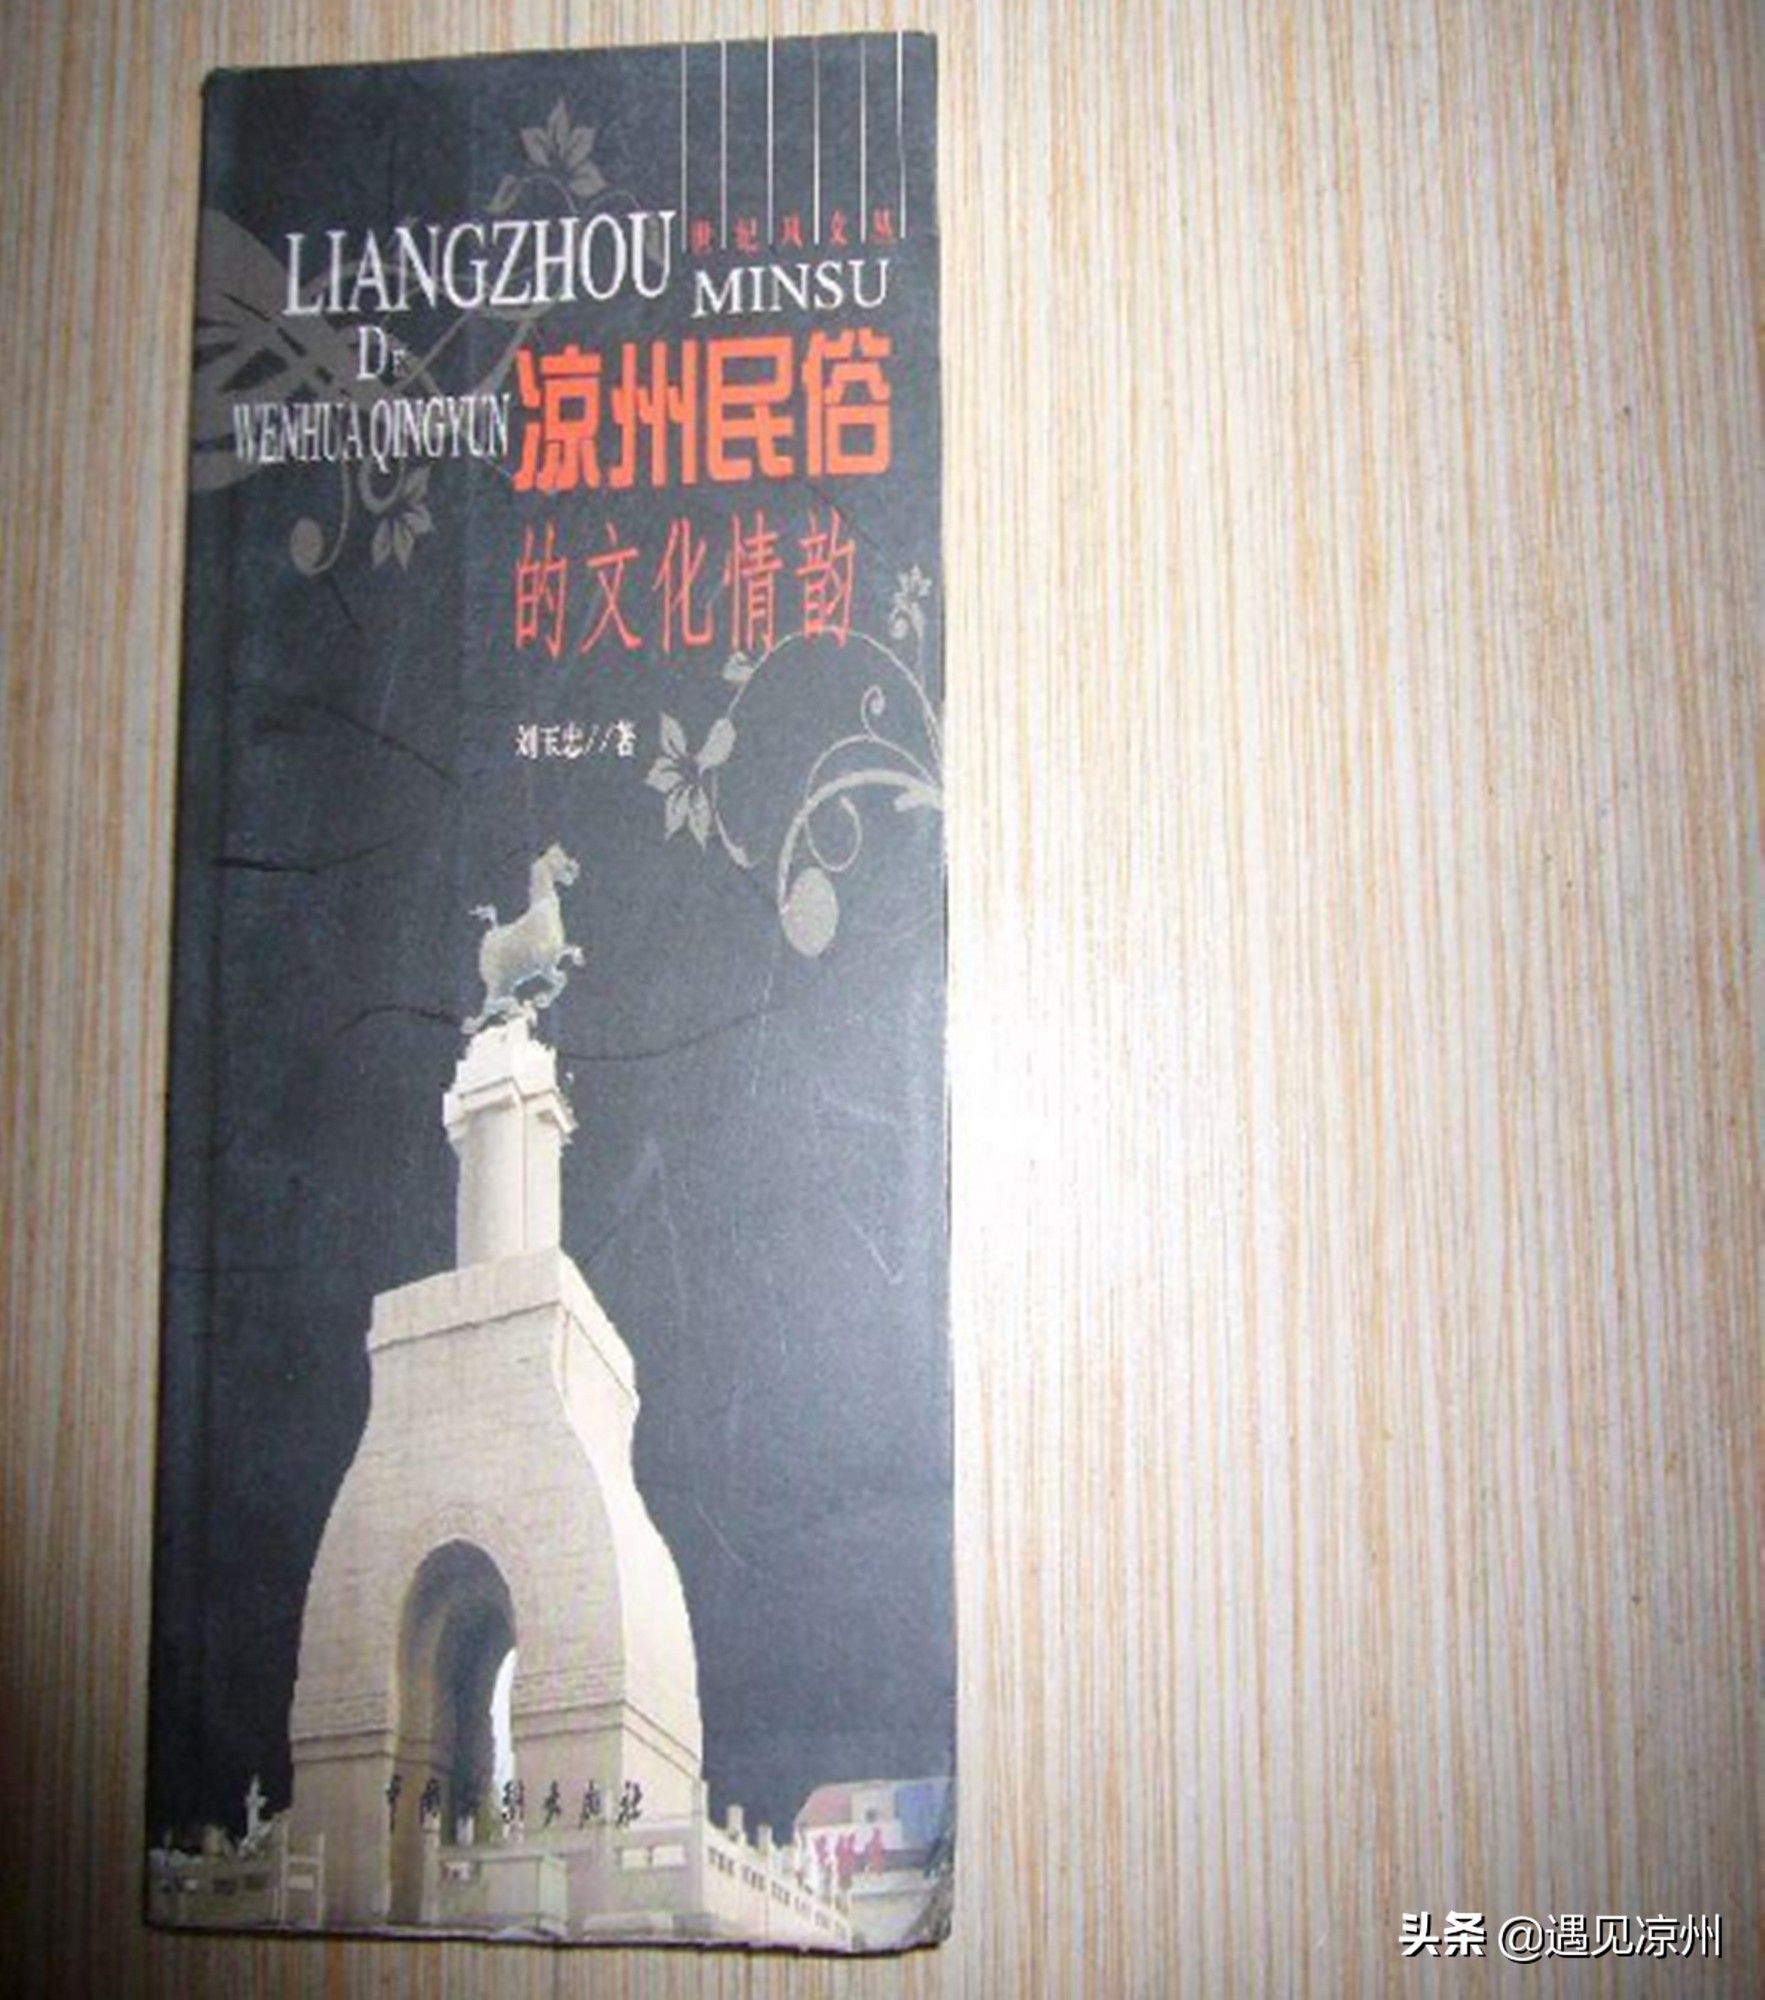 世纪风文丛
LIANGZHOU MINSU
DE
WENHUA QINGYUN
凉州民俗
的文化情韵
刘玉忠//著
头条 @遇见凉州